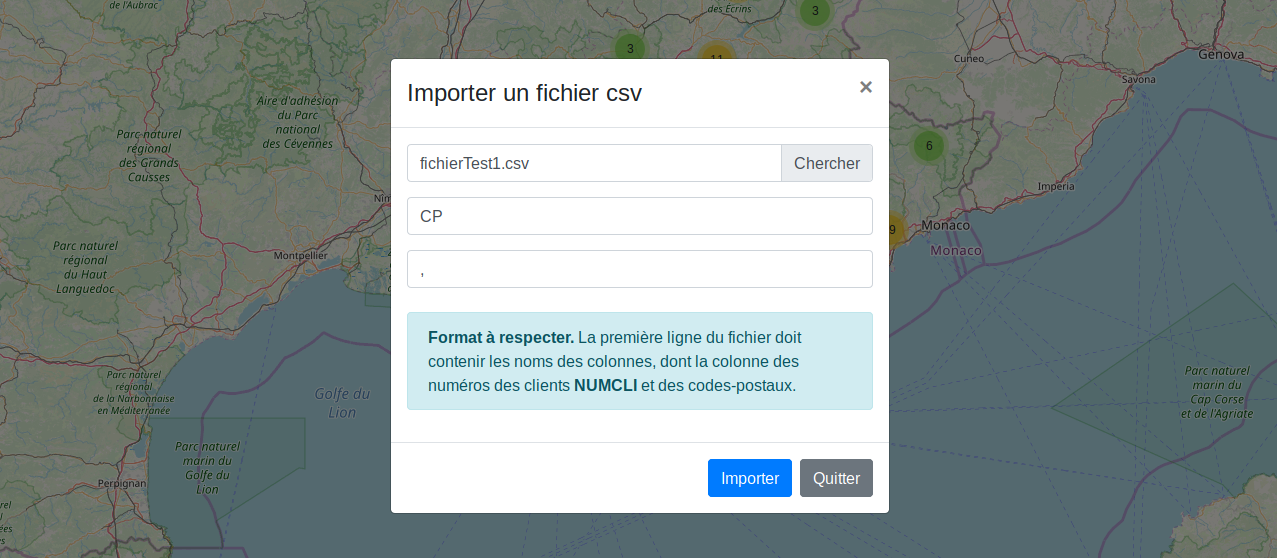 de l'Aubrac
des Écrins
3
3
11
Cuneo
Genova
Savona
Importer un fichier csv
×
Aire d'adhésion
du Parc
national
des Cévennes
Parc naturel
régional
des Grands
Causses
fichierTest1.csv
Chercher
6
Imperia
CP
9
Monaco
Monaco
Parc naturel
régional
du Haut
Languedoc
Montpellier
,
Format à respecter. La première ligne du fichier doit
contenir les noms des colonnes, dont la colonne des
numéros des clients NUMCLI et des codes-postaux.
Parc naturel
régional
de la Narbonnaise
en Méditerranée
Golfe du
Lion
Parc naturel
marin du
Cap Corse
et de l'Agriate
Parc naturel
marin du
Golfe du
Lion
Perpignan
Importer
Quitter